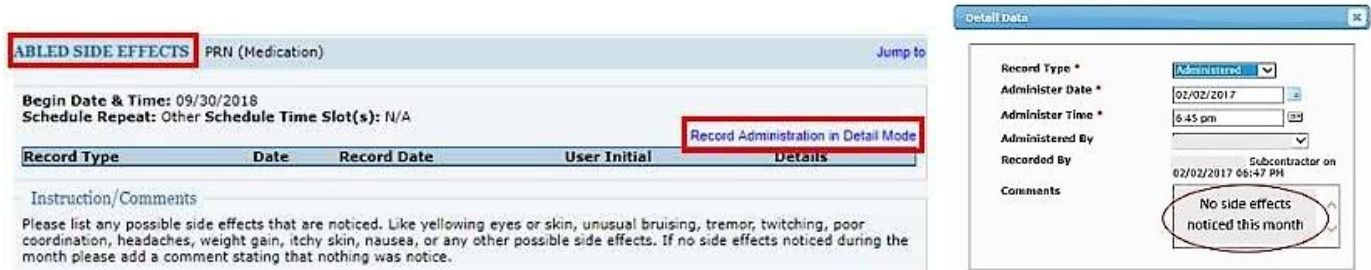 ABLED SIDE EFFECTS PRN (Medication) Jump to
Begin Date & Time: 09/30/2018
Schedule Repeat: Other Schedule Time Slot(s): N/A
Record Administration in Detail Mode
Record Type Date Record Date User Initial Details
Instruction/Comments
Please list any possible side effects that are noticed. Like yellowing eyes or skin, unusual bruising, tremor, twitching, poor
coordination, headaches, weight gain, itchy skin, nausea, or any other possible side effects. If no side effects noticed during the
month please add a comment stating that nothing was notice.
Detail Data
Record Type * Administered
Administer Date * 02/02/2017
Administer Time * 6:45 pm
Administered By
Recorded By Subcontractor on
02/02/2017 06:47 PM
Comments
No side effects
noticed this month